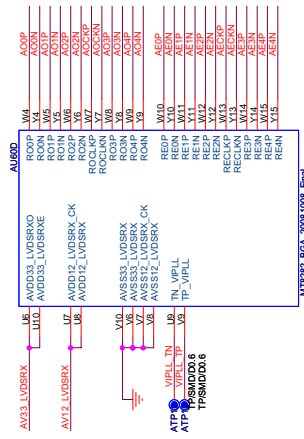 AU60D
AO0P W4 RO0P
AO0N Y4 RO0N
AO1P W5 RO1P
AO1N Y5 RO1N
AO2P W6 RO2P
AO2N Y6 RO2N
AOCKP W7 ROCLKP
AOCKN Y7 ROCLKN
AO3P W8 RO3P
AO3N Y8 RO3N
AO4P W9 RO4P
AO4N Y9 RO4N
AE0P W10 RE0P
AE0N Y10 RE0N
AE1P W11 RE1P
AE1N Y11 RE1N
AE2P W12 RE2P
AE2N Y12 RE2N
AECKP W13 RECLKP
AECKN Y13 RECLKN
AE3P W14 RE3P
AE3N Y14 RE3N
AE4P W15 RE4P
AE4N Y15 RE4N
AV33_LVDSRX U6 AVDD33_LVDSRXO
U10 AVDD33_LVDSRXE
AV12_LVDSRX U7 AVDD12_LVDSRX_CK
U8 AVDD12_LVDSRX
V10 AVSS33_LVDSRX
V6 AVSS33_LVDSRX
V7 AVSS12_LVDSRX_CK
V8 AVSS12_LVDSRX
VIPLL_TN U9 TN_VIPLL
VIPLL_TP V9 TP_VIPLL
TP/SMD/D0.6
TP/SMD/D0.6